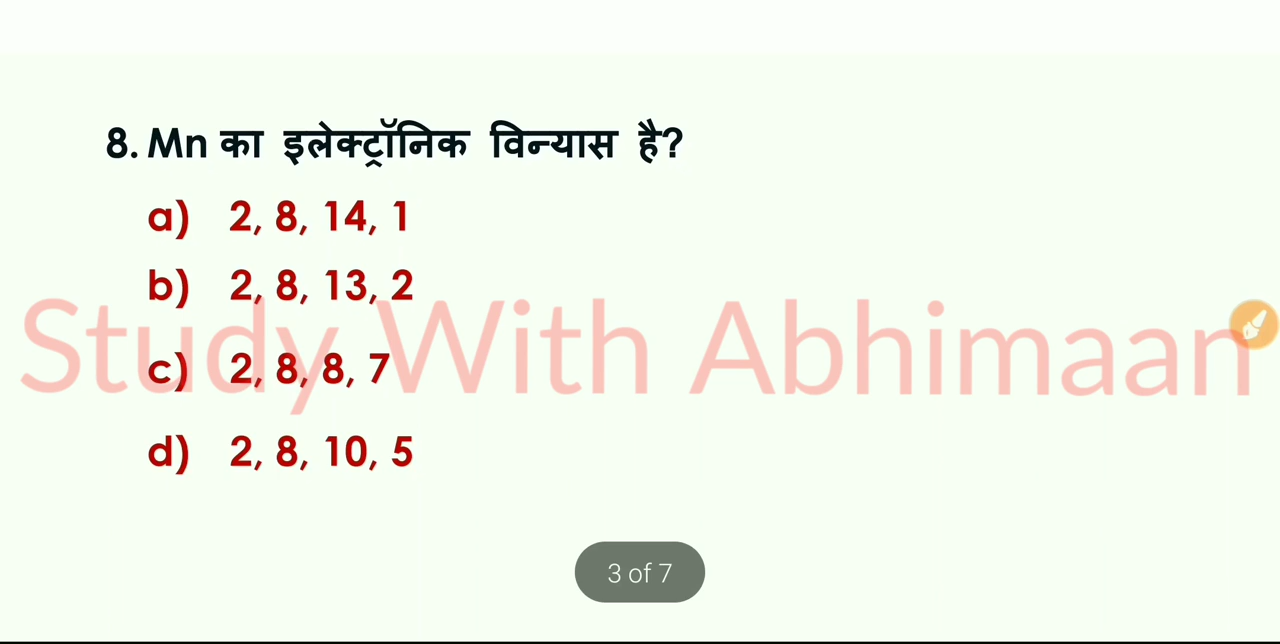 8. Mn का इलेक्ट्रॉनिक विन्यास है?
a) 2, 8, 14, 1
b) 2, 8, 13, 2
Study With Abhimaan
c) 2, 8, 8, 7
d) 2, 8, 10, 5
3 of 7